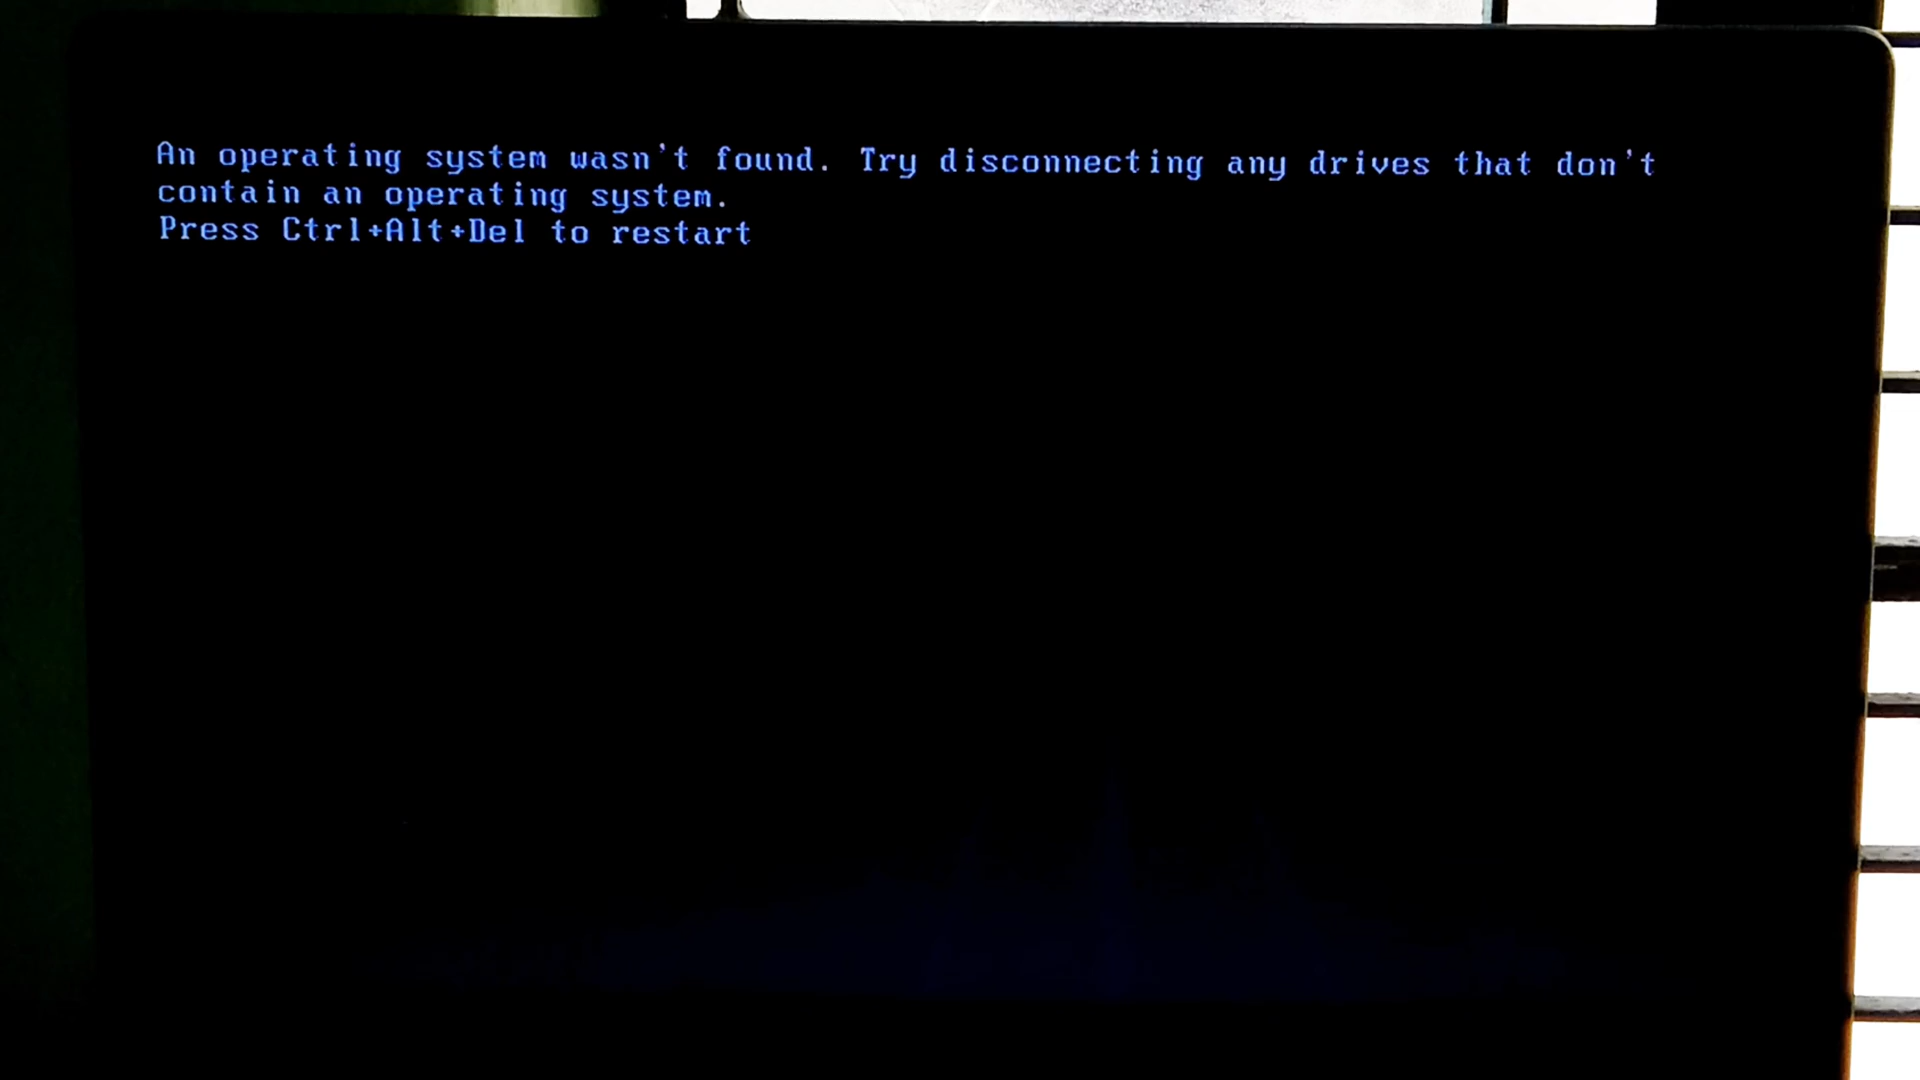 An operating system wasn't found. Try disconnecting any drives that don't
contain an operating system.
Press Ctrl+Alt+Del to restart